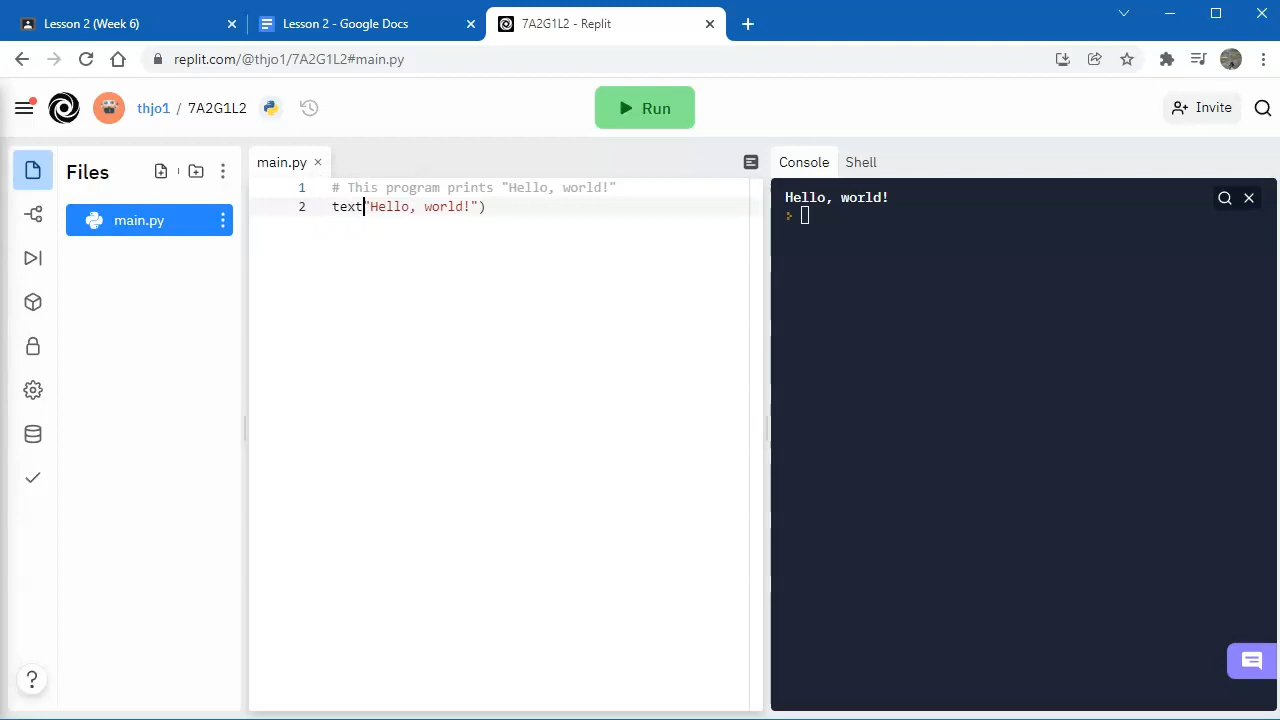 Lesson 2 (Week 6)
Lesson 2 - Google Docs
7A2G1L2 - Replit
replit.com/@thjo1/7A2G1L2#main.py
thjo1 / 7A2G1L2
Run
Invite
Files
main.py
main.py
1 # This program prints "Hello, world!"
2 text"Hello, world!")
Console
Shell
Hello, world!
?